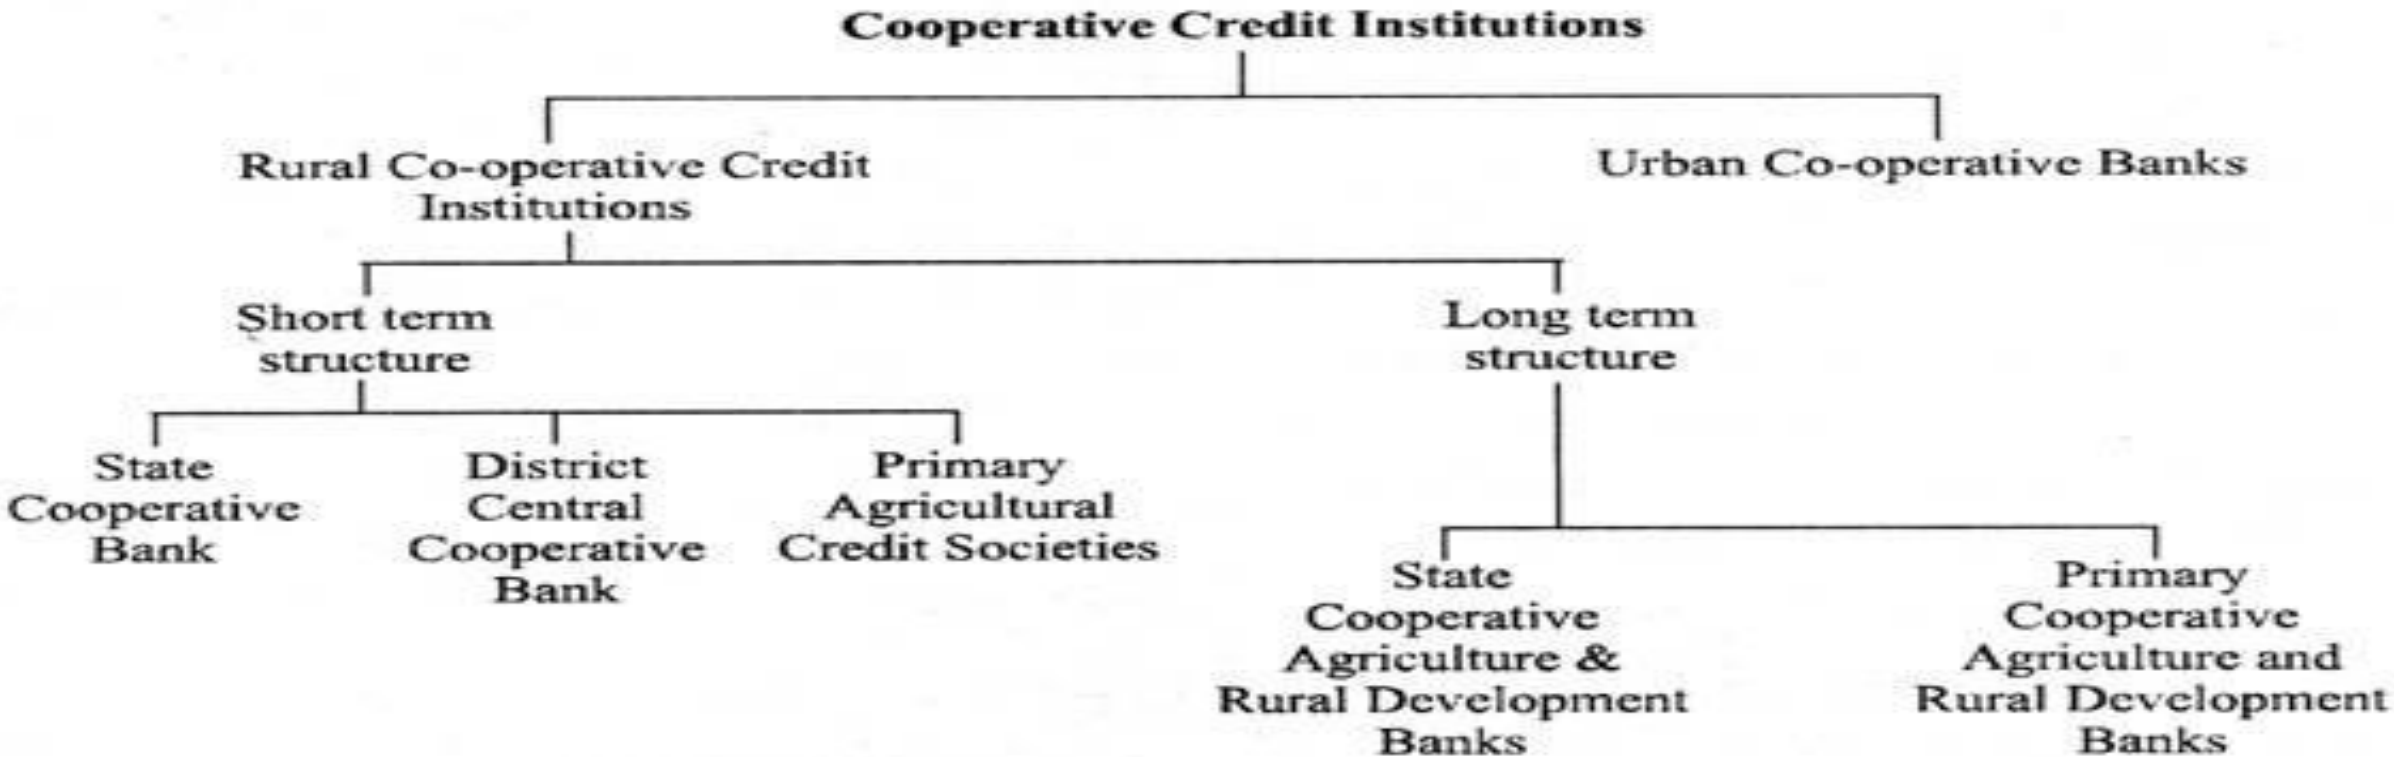 Cooperative Credit Institutions
Rural Co-operative Credit
Institutions
Urban Co-operative Banks
Short term
structure
Long term
structure
State
Cooperative
Bank
District
Central
Cooperative
Bank
Primary
Agricultural
Credit Societies
State
Cooperative
Agriculture &
Rural Development
Banks
Primary
Cooperative
Agriculture and
Rural Development
Banks